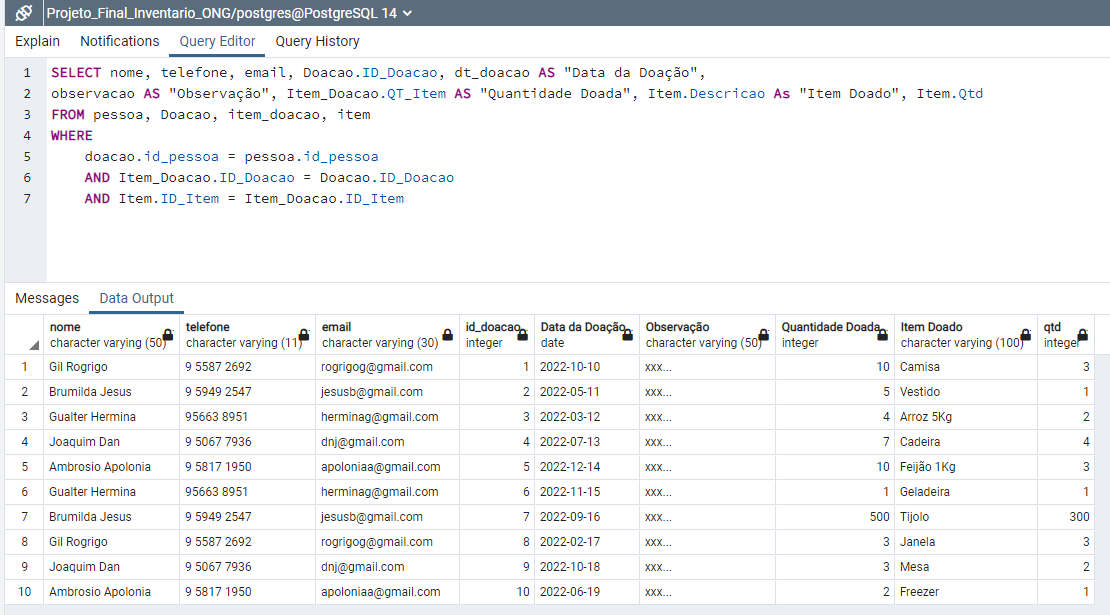 Projeto_Final_Inventario_ONG/postgres@PostgreSQL 14
Explain Notifications Query Editor Query History
1 SELECT nome, telefone, email, Doacao.ID_Doacao, dt_doacao AS "Data da Doação",
2 observacao AS "Observação", Item_Doacao.QT_Item AS "Quantidade Doada", Item.Descricao As "Item Doado", Item.Qtd
3 FROM pessoa, Doacao, item_doacao, item
4 WHERE
5 doacao.id_pessoa = pessoa.id_pessoa
6 AND Item_Doacao.ID_Doacao = Doacao.ID_Doacao
7 AND Item.ID_Item = Item_Doacao.ID_Item
Messages Data Output
nome telefone email id_doacao Data da Doação Observação Quantidade Doada Item Doado qtd
character varying (50) character varying (11) character varying (30) integer date character varying (50) integer character varying (100) integer
1 Gil Rogrigo 9 5587 2692 rogrigog@gmail.com 1 2022-10-10 xxx... 10 Camisa 3
2 Brumilda Jesus 9 5949 2547 jesusb@gmail.com 2 2022-05-11 xxx... 5 Vestido 1
3 Gualter Hermina 95663 8951 herminag@gmail.com 3 2022-03-12 xxx... 4 Arroz 5Kg 2
4 Joaquim Dan 9 5067 7936 dnj@gmail.com 4 2022-07-13 xxx... 7 Cadeira 4
5 Ambrosio Apolonia 9 5817 1950 apoloniaa@gmail.com 5 2022-12-14 xxx... 10 Feijão 1Kg 3
6 Gualter Hermina 95663 8951 herminag@gmail.com 6 2022-11-15 xxx... 1 Geladeira 1
7 Brumilda Jesus 9 5949 2547 jesusb@gmail.com 7 2022-09-16 xxx... 500 Tijolo 300
8 Gil Rogrigo 9 5587 2692 rogrigog@gmail.com 8 2022-02-17 xxx... 3 Janela 3
9 Joaquim Dan 9 5067 7936 dnj@gmail.com 9 2022-10-18 xxx... 3 Mesa 2
10 Ambrosio Apolonia 9 5817 1950 apoloniaa@gmail.com 10 2022-06-19 xxx... 2 Freezer 1